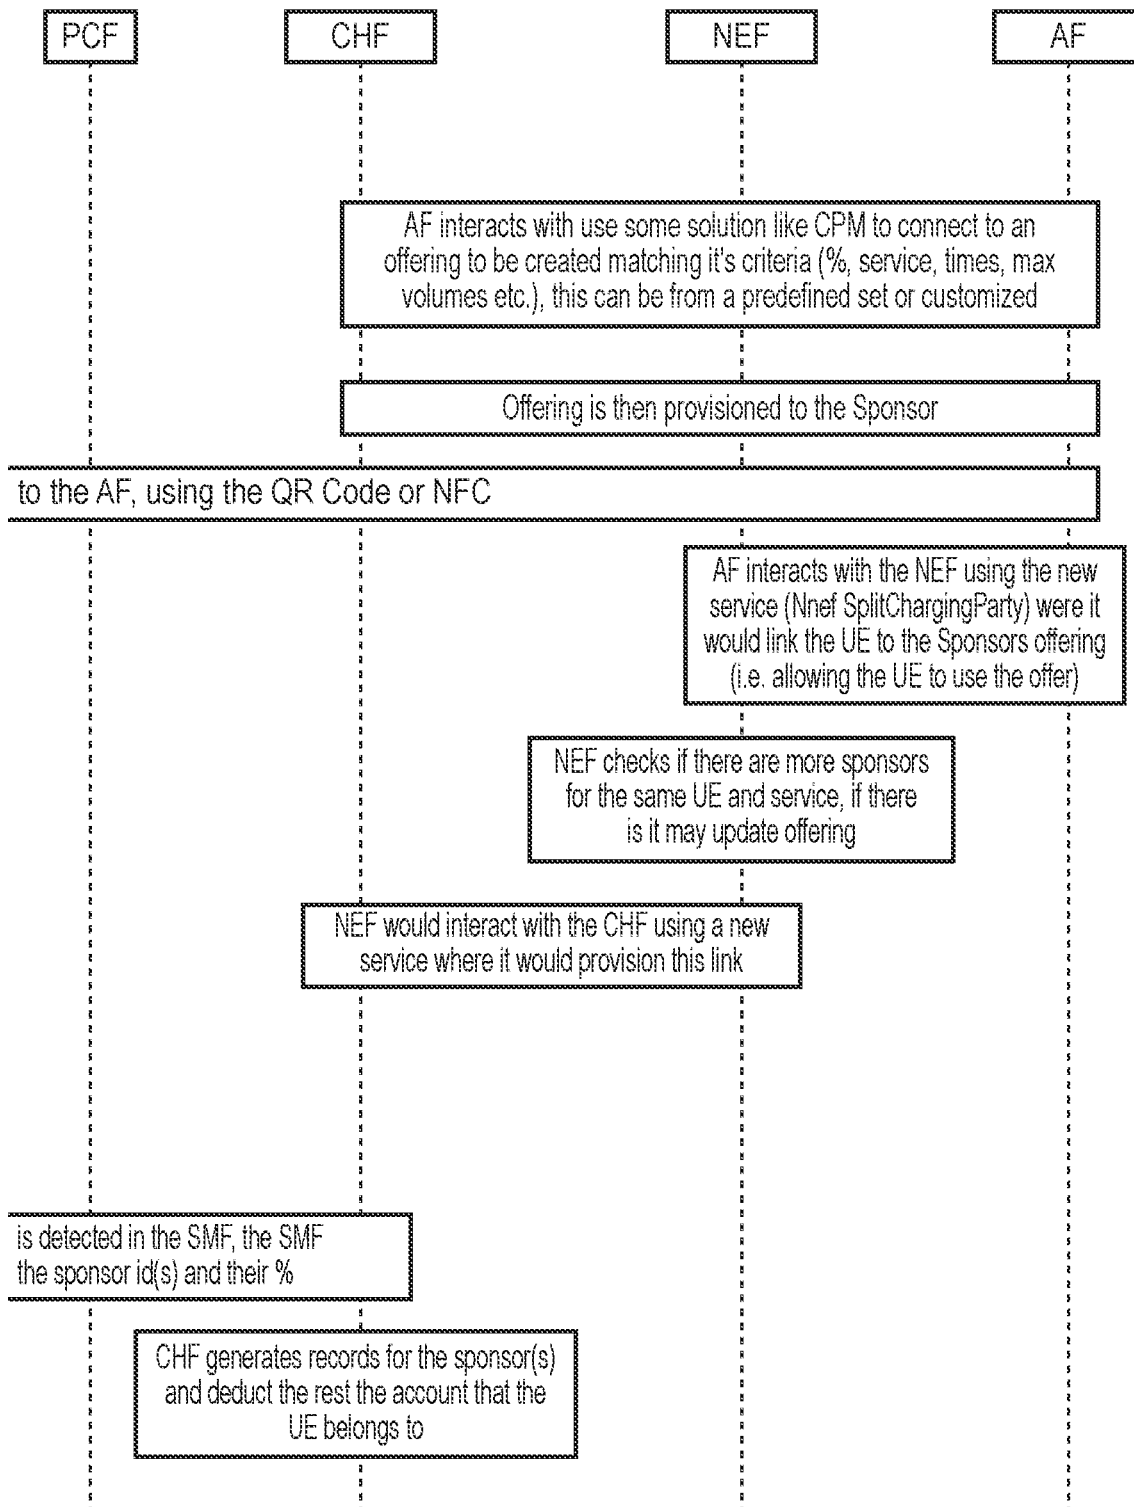 PCF
CHF
NEF
AF
AF interacts with use some solution like CPM to connect to an
offering to be created matching it's criteria (%, service, times, max
volumes etc.), this can be from a predefined set or customized
Offering is then provisioned to the Sponsor
to the AF, using the QR Code or NFC
AF interacts with the NEF using the new
service (Nnef SplitChargingParty) were it
would link the UE to the Sponsors offering
(i.e. allowing the UE to use the offer)
NEF checks if there are more sponsors
for the same UE and service, if there
is it may update offering
NEF would interact with the CHF using a new
service where it would provision this link
is detected in the SMF, the SMF
the sponsor id(s) and their %
CHF generates records for the sponsor(s)
and deduct the rest the account that the
UE belongs to